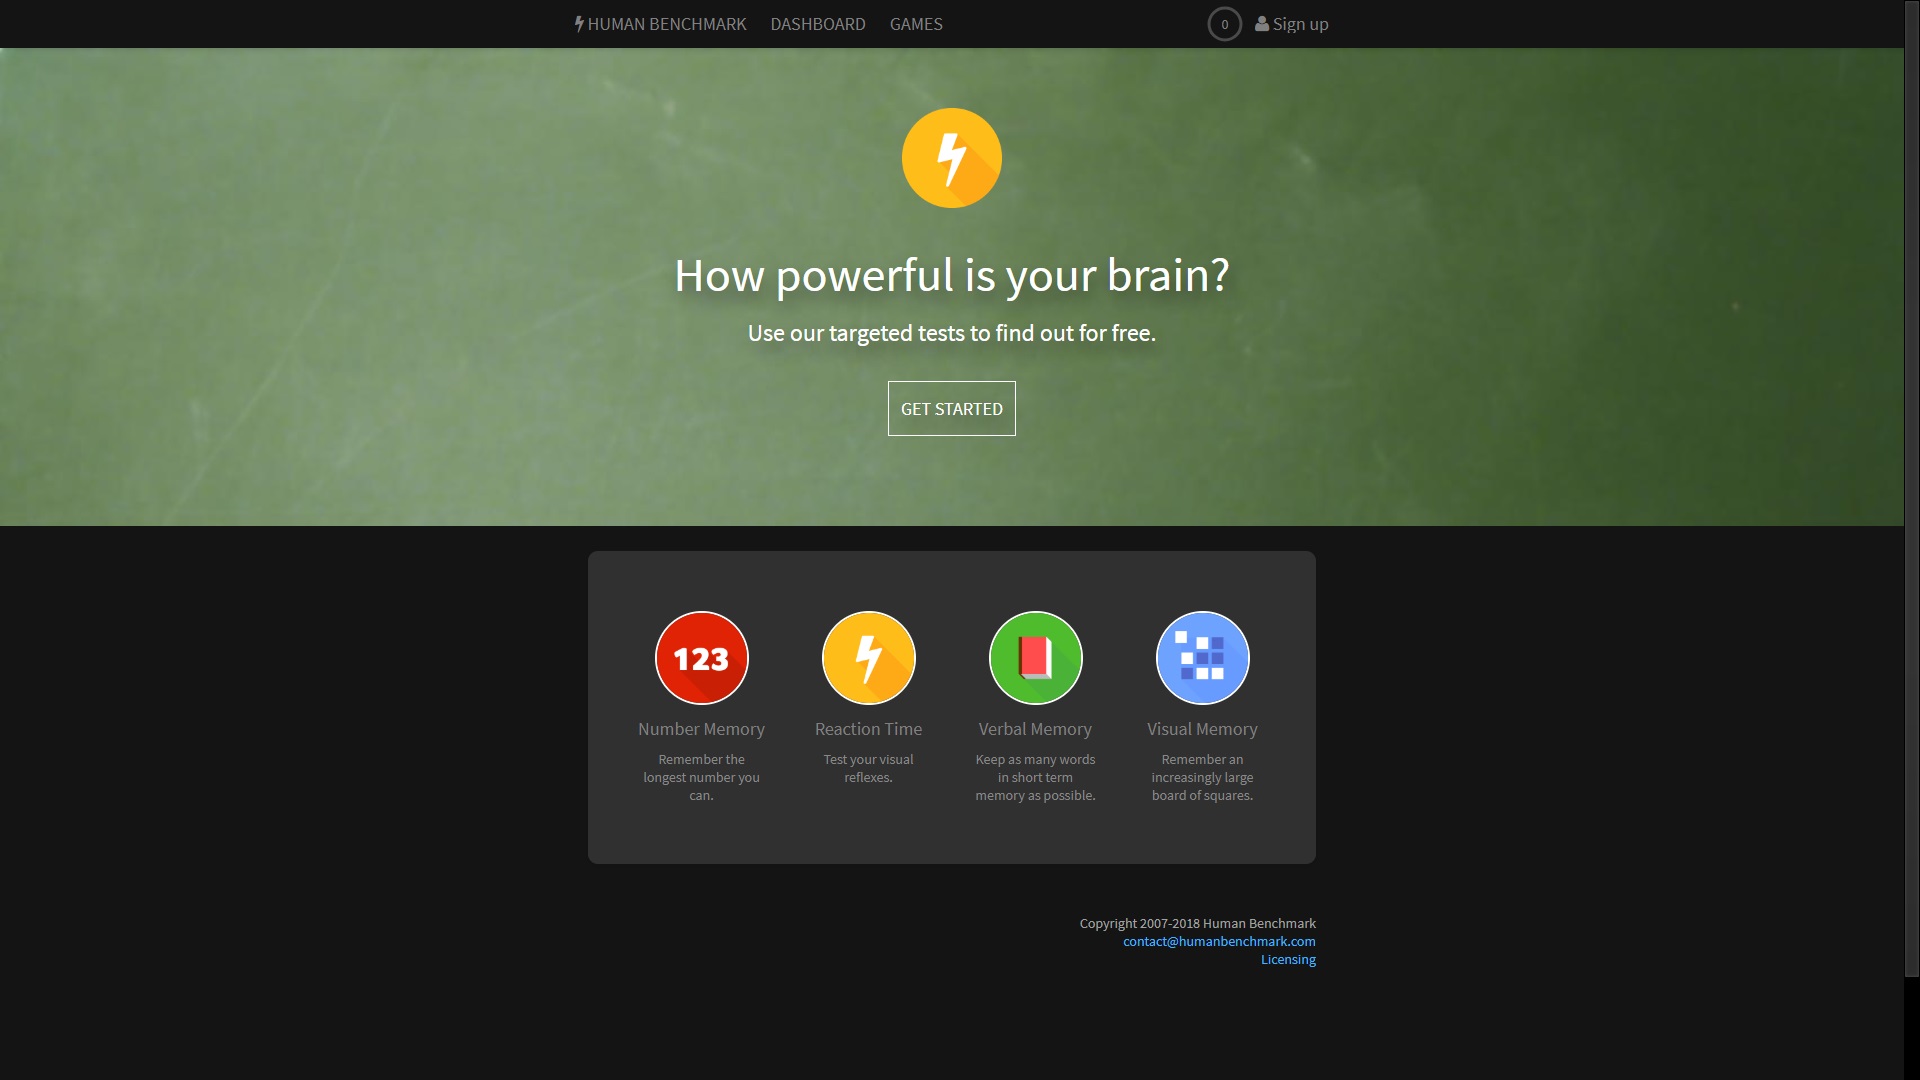 HUMAN BENCHMARK DASHBOARD GAMES 0 Sign up
How powerful is your brain?
Use our targeted tests to find out for free.
GET STARTED
123
Number Memory
Remember the
longest number you
can.
Reaction Time
Test your visual
reflexes.
Verbal Memory
Keep as many words
in short term
memory as possible.
Visual Memory
Remember an
increasingly large
board of squares.
Copyright 2007-2018 Human Benchmark
contact@humanbenchmark.com
Licensing